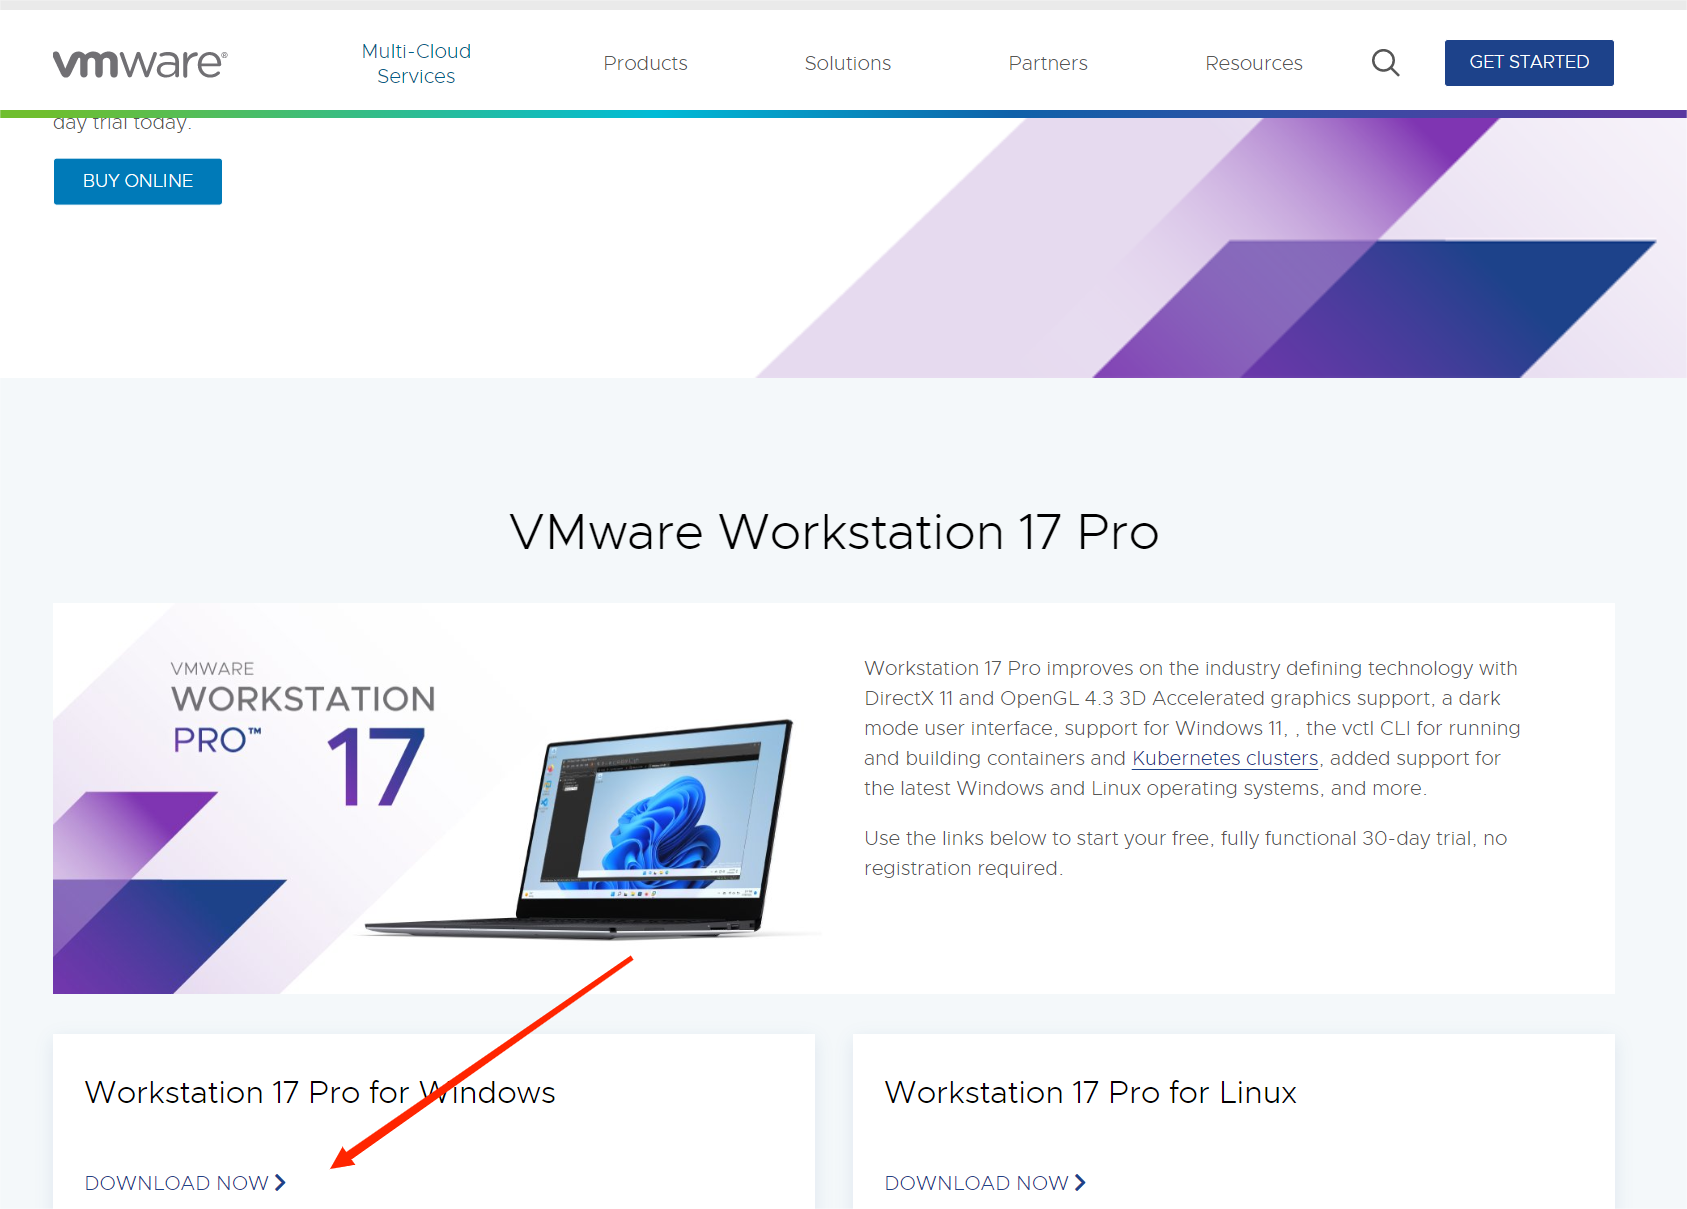 vmware®
Multi-Cloud
Services
Products
Solutions
Partners
Resources
GET STARTED
day trial today.
BUY ONLINE
VMware Workstation 17 Pro
VMWARE
WORKSTATION
PRO™ 17
Workstation 17 Pro improves on the industry defining technology with
DirectX 11 and OpenGL 4.3 3D Accelerated graphics support, a dark
mode user interface, support for Windows 11, , the vctl CLI for running
and building containers and Kubernetes clusters, added support for
the latest Windows and Linux operating systems, and more.
Use the links below to start your free, fully functional 30-day trial, no
registration required.
Workstation 17 Pro for Windows
DOWNLOAD NOW
Workstation 17 Pro for Linux
DOWNLOAD NOW